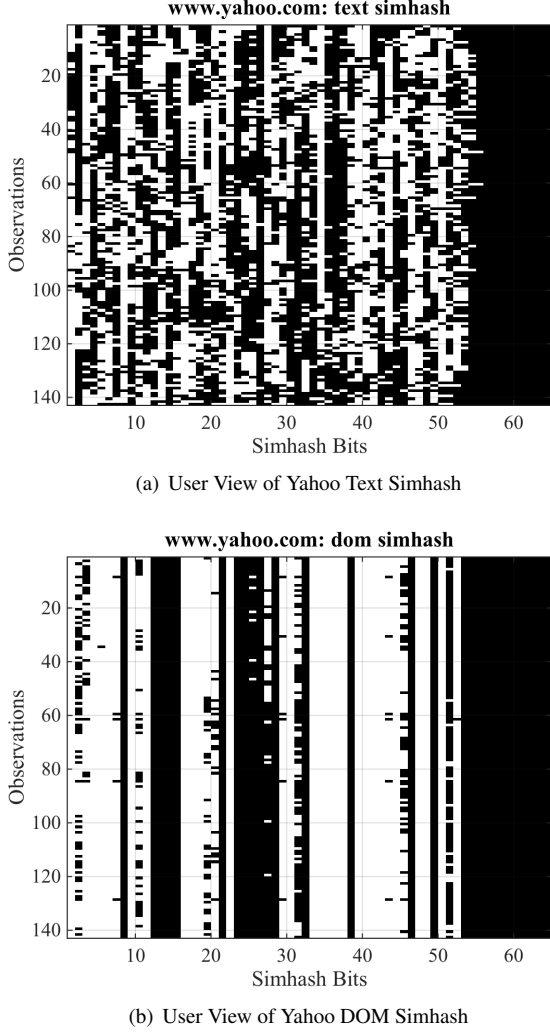 www.yahoo.com: text simhash
20
40
60
80
100
120
140
Observations
10 20 30 40 50 60
Simhash Bits
(a) User View of Yahoo Text Simhash
www.yahoo.com: dom simhash
20
40
60
80
100
120
140
Observations
10 20 30 40 50 60
Simhash Bits
(b) User View of Yahoo DOM Simhash